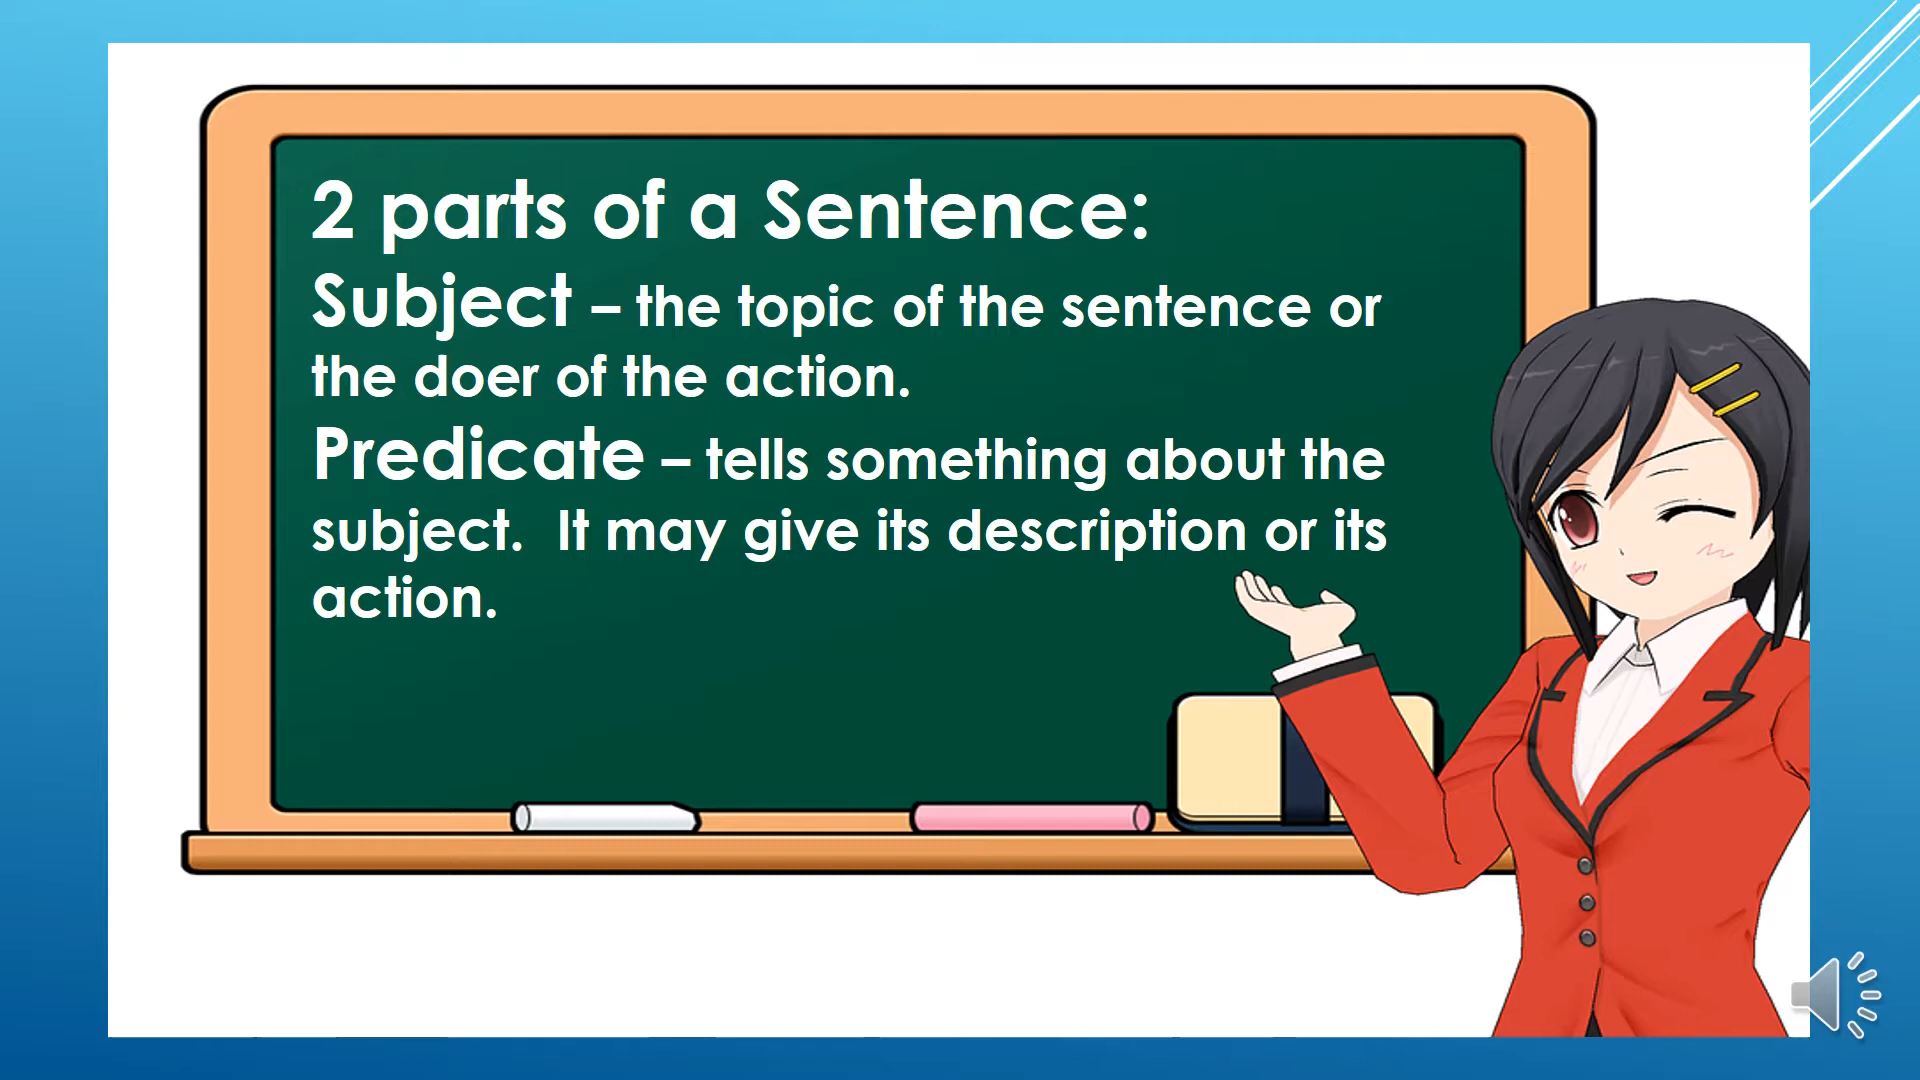 2 parts of a Sentence:
Subject – the topic of the sentence or
the doer of the action.
Predicate – tells something about the
subject.  It may give its description or its
action.